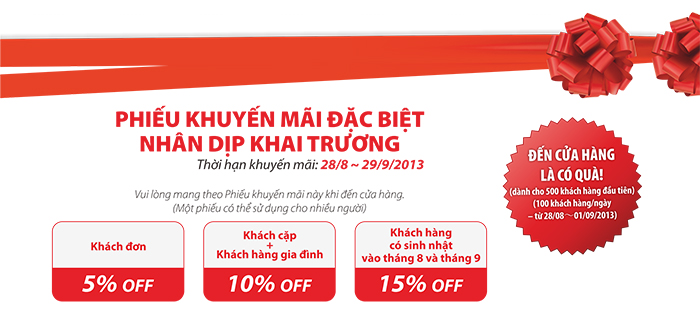 PHIẾU KHUYẾN MÃI ĐẶC BIỆT
NHÂN DỊP KHAI TRƯƠNG
Thời hạn khuyến mãi: 28/8 ~ 29/9/2013
Vui lòng mang theo Phiếu khuyến mãi này khi đến cửa hàng.
(Một phiếu có thể sử dụng cho nhiều người)
Khách đơn
5% OFF
Khách cặp
+
Khách hàng gia đình
10% OFF
Khách hàng
có sinh nhật
vào tháng 8 và tháng 9
15% OFF
ĐẾN CỬA HÀNG
LÀ CÓ QUÀ!
(dành cho 500 khách hàng đầu tiên)
(100 khách hàng/ngày
– từ 28/08～01/09/2013)